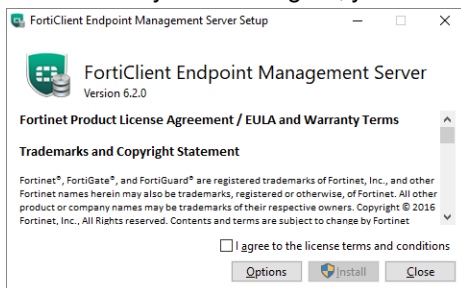 FortiClient Endpoint Management Server Setup
FortiClient Endpoint Management Server
Version 6.2.0
Fortinet Product License Agreement / EULA and Warranty Terms
Trademarks and Copyright Statement
Fortinet®, FortiGate®, and FortiGuard® are registered trademarks of Fortinet, Inc., and other
Fortinet names herein may also be trademarks, registered or otherwise, of Fortinet. All other
product or company names may be trademarks of their respective owners. Copyright © 2016
Fortinet, Inc., All Rights reserved. Contents and terms are subject to change by Fortinet
I agree to the license terms and conditions
Options Install Close